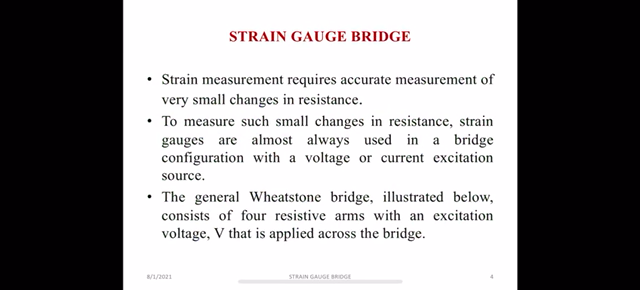 STRAIN GAUGE BRIDGE
• Strain measurement requires accurate measurement of
very small changes in resistance.
• To measure such small changes in resistance, strain
gauges are almost always used in a bridge
configuration with a voltage or current excitation
source.
• The general Wheatstone bridge, illustrated below,
consists of four resistive arms with an excitation
voltage, V that is applied across the bridge.
8/1/2021 STRAIN GAUGE BRIDGE 4